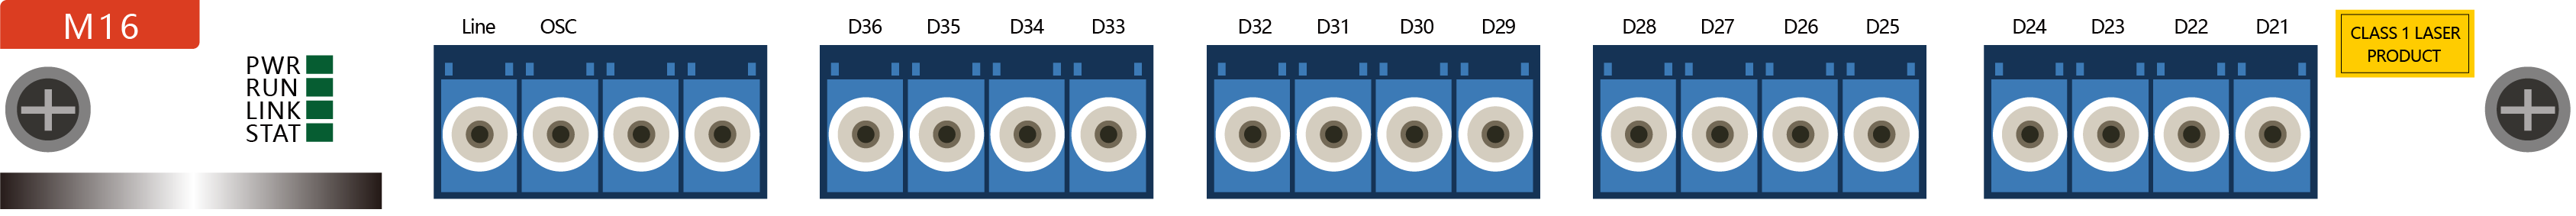 M16
PWR
RUN
LINK
STAT
Line OSC
D36 D35 D34 D33
D32 D31 D30 D29
D28 D27 D26 D25
D24 D23 D22 D21
CLASS 1 LASER
PRODUCT